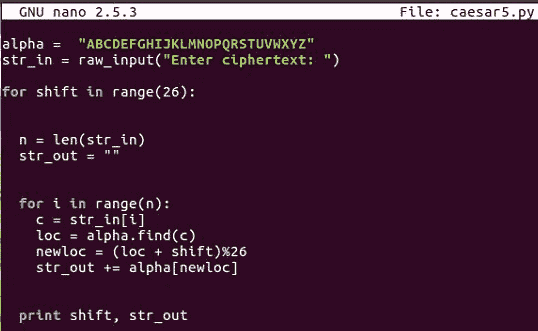 GNU nano 2.5.3 File: caesar5.py
alpha =  "ABCDEFGHIJKLMNOPQRSTUVWXYZ"
str_in = raw_input("Enter ciphertext: ")
for shift in range(26):
  n = len(str_in)
  str_out = ""
  for i in range(n):
    c = str_in[i]
    loc = alpha.find(c)
    newloc = (loc + shift)%26
    str_out += alpha[newloc]
  print shift, str_out